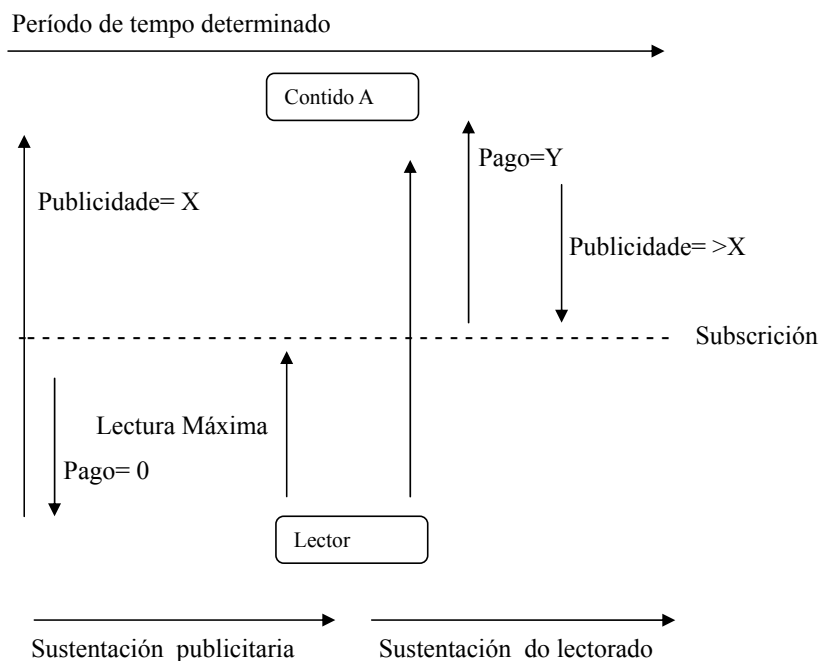 Período de tempo determinado
Contido A
Pago=Y
Publicidade= X
Publicidade= >X
Subscrición
Lectura Máxima
Pago= 0
Lector
Sustentación publicitaria
Sustentación do lectorado